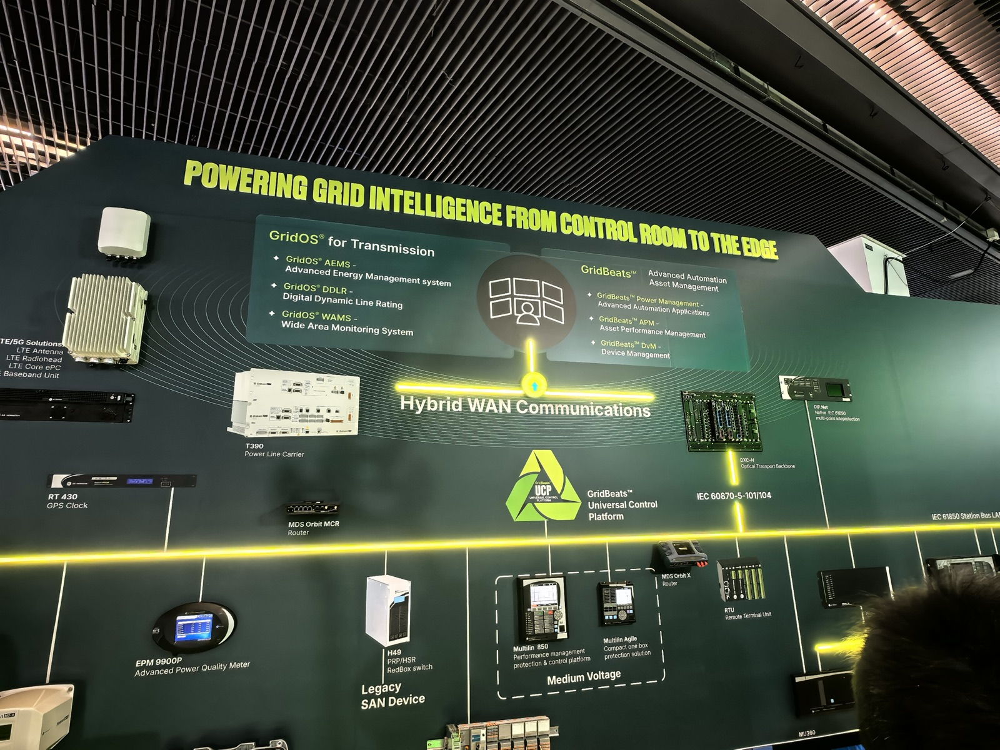 POWERING GRID INTELLIGENCE FROM CONTROL ROOM TO THE EDGE
GridOS® for Transmission
GridOS® AEMS -
Advanced Energy Management system
GridOS® DDLR -
Digital Dynamic Line Rating
GridOS® WAMS -
Wide Area Monitoring System
GridBeats™
Advanced Automation
Asset Management
GridBeats™ Power Management -
Advanced Automation Applications
GridBeats™ APM -
Asset Performance Management
GridBeats™ DvM -
Device Management
TE/5G Solutions
LTE Antenna
LTE Radiohead
LTE Core ePC
Baseband Unit
Hybrid WAN Communications
T390
Power Line Carrier
DIP.Net
Native IEC 61850
multi-point teleprotection
DXC-H
Optical Transport Backbone
RT 430
GPS Clock
MDS Orbit MCR
Router
GridBeats™
UCP
UNIVERSAL CONTROL
PLATFORM
GridBeats™
Universal Control
Platform
IEC 60870-5-101/104
IEC 61850 Station Bus LA
MDS Orbit X
Router
RTU
Remote Terminal Unit
EPM 9900P
Advanced Power Quality Meter
H49
PRP/HSR
RedBox switch
Legacy
SAN Device
Multilin 850
Performance management
protection & control platform
Multilin Agile
Compact one box
protection solution
Medium Voltage
MU360